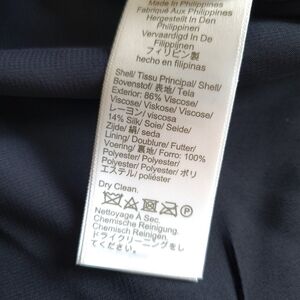 Made In Philippines
Fabriqué Aux Philippines
Hergestellt In Den
Philippinen
Vervaardigd In De
Filippijnen
フィリピン製
hecho en filipinas
Shell/ Tissu Principal/ Shell/
Bovenstof/ 表地/ Tela
Exterior: 86% Viscose/
Viscose/ Viskose/ Viscose/
レーヨン/ viscosa
14% Silk/ Soie/ Seide/
Zijde/ 絹/ seda
Lining/ Doublure/ Futter/
Voering/ 裏地/ Forro: 100%
Polyester/ Polyester/
Polyester/ Polyester/ ポリ
エステル/ poliéster
Dry Clean.
P
Nettoyage À Sec.
Chemische Reinigung.
Chemisch Reinigen.
ドライクリーニングをし
てください。